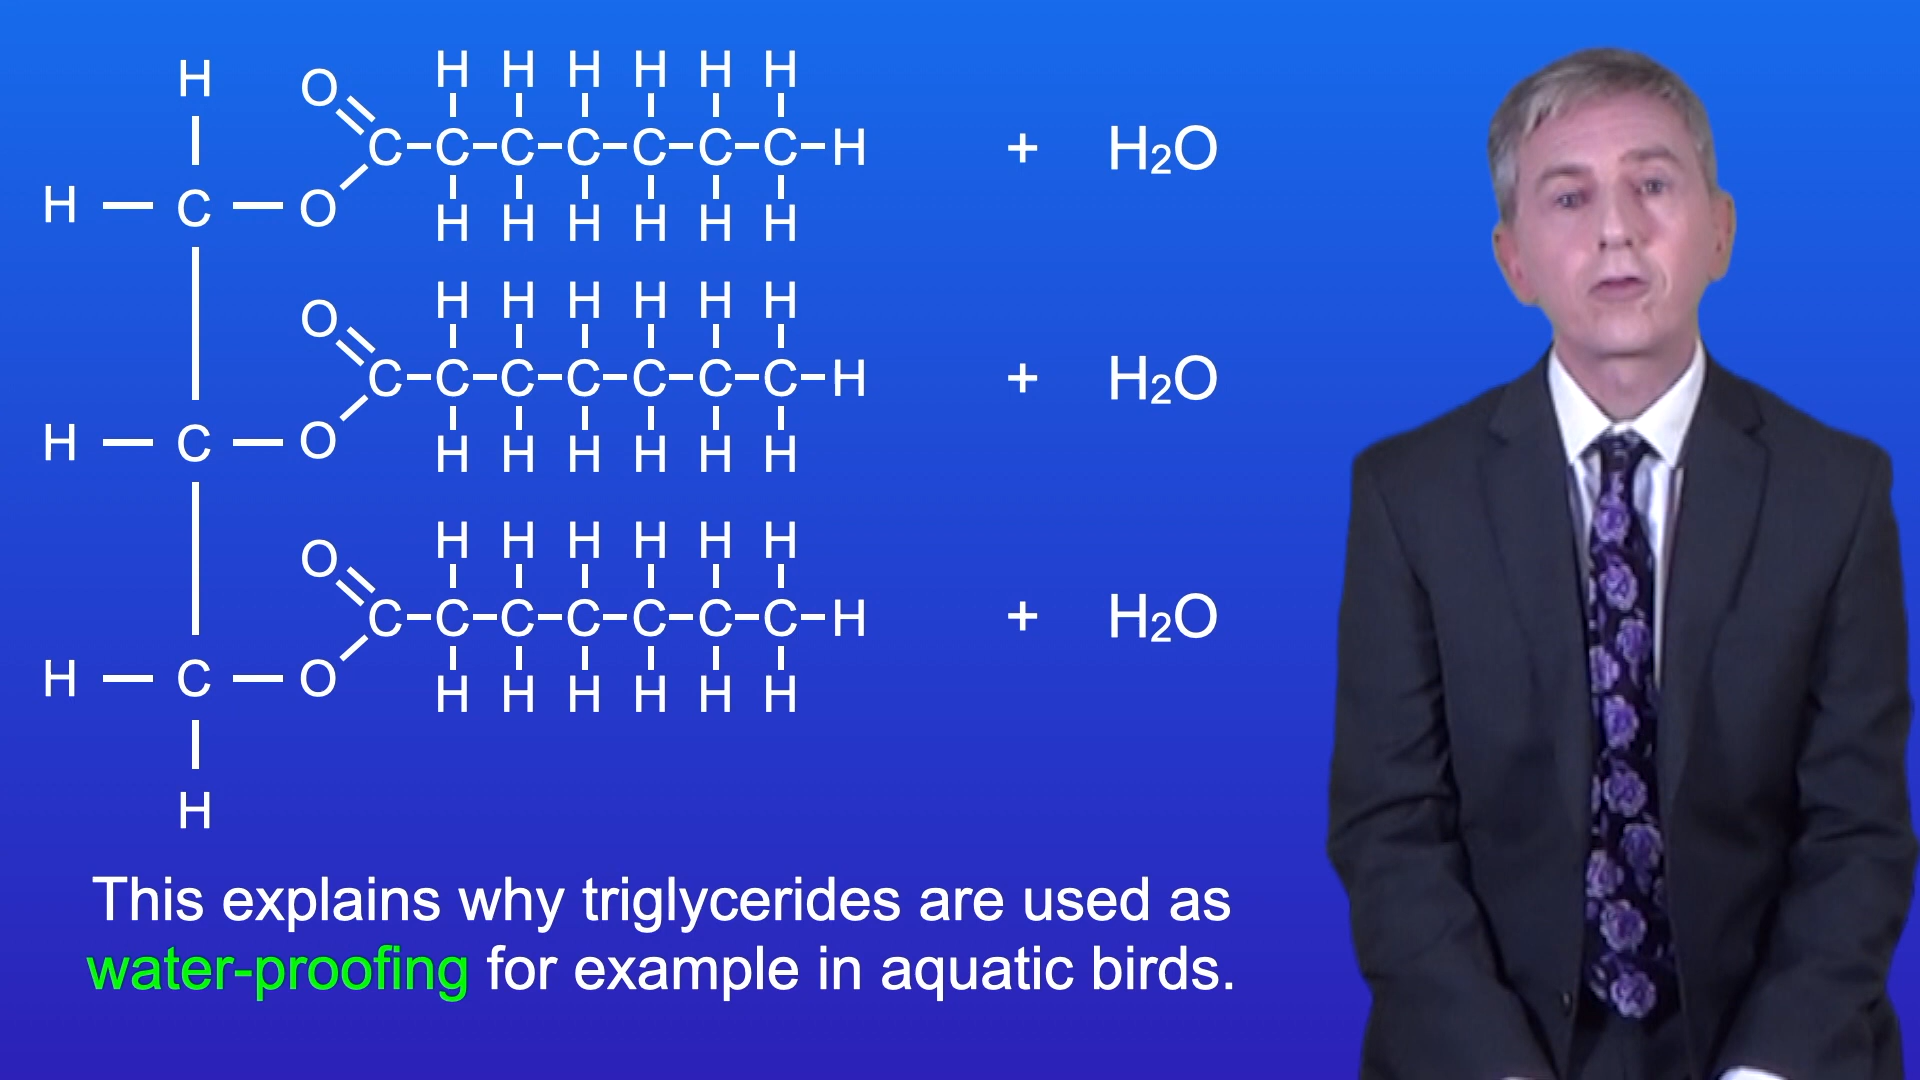 H O H H H H H H
C-C-C-C-C-C-C-H + H₂O
H — C — O H H H H H H
O H H H H H H
C-C-C-C-C-C-C-H + H₂O
H — C — O H H H H H H
O H H H H H H
C-C-C-C-C-C-C-H + H₂O
H — C — O H H H H H H
H
This explains why triglycerides are used as
water-proofing for example in aquatic birds.